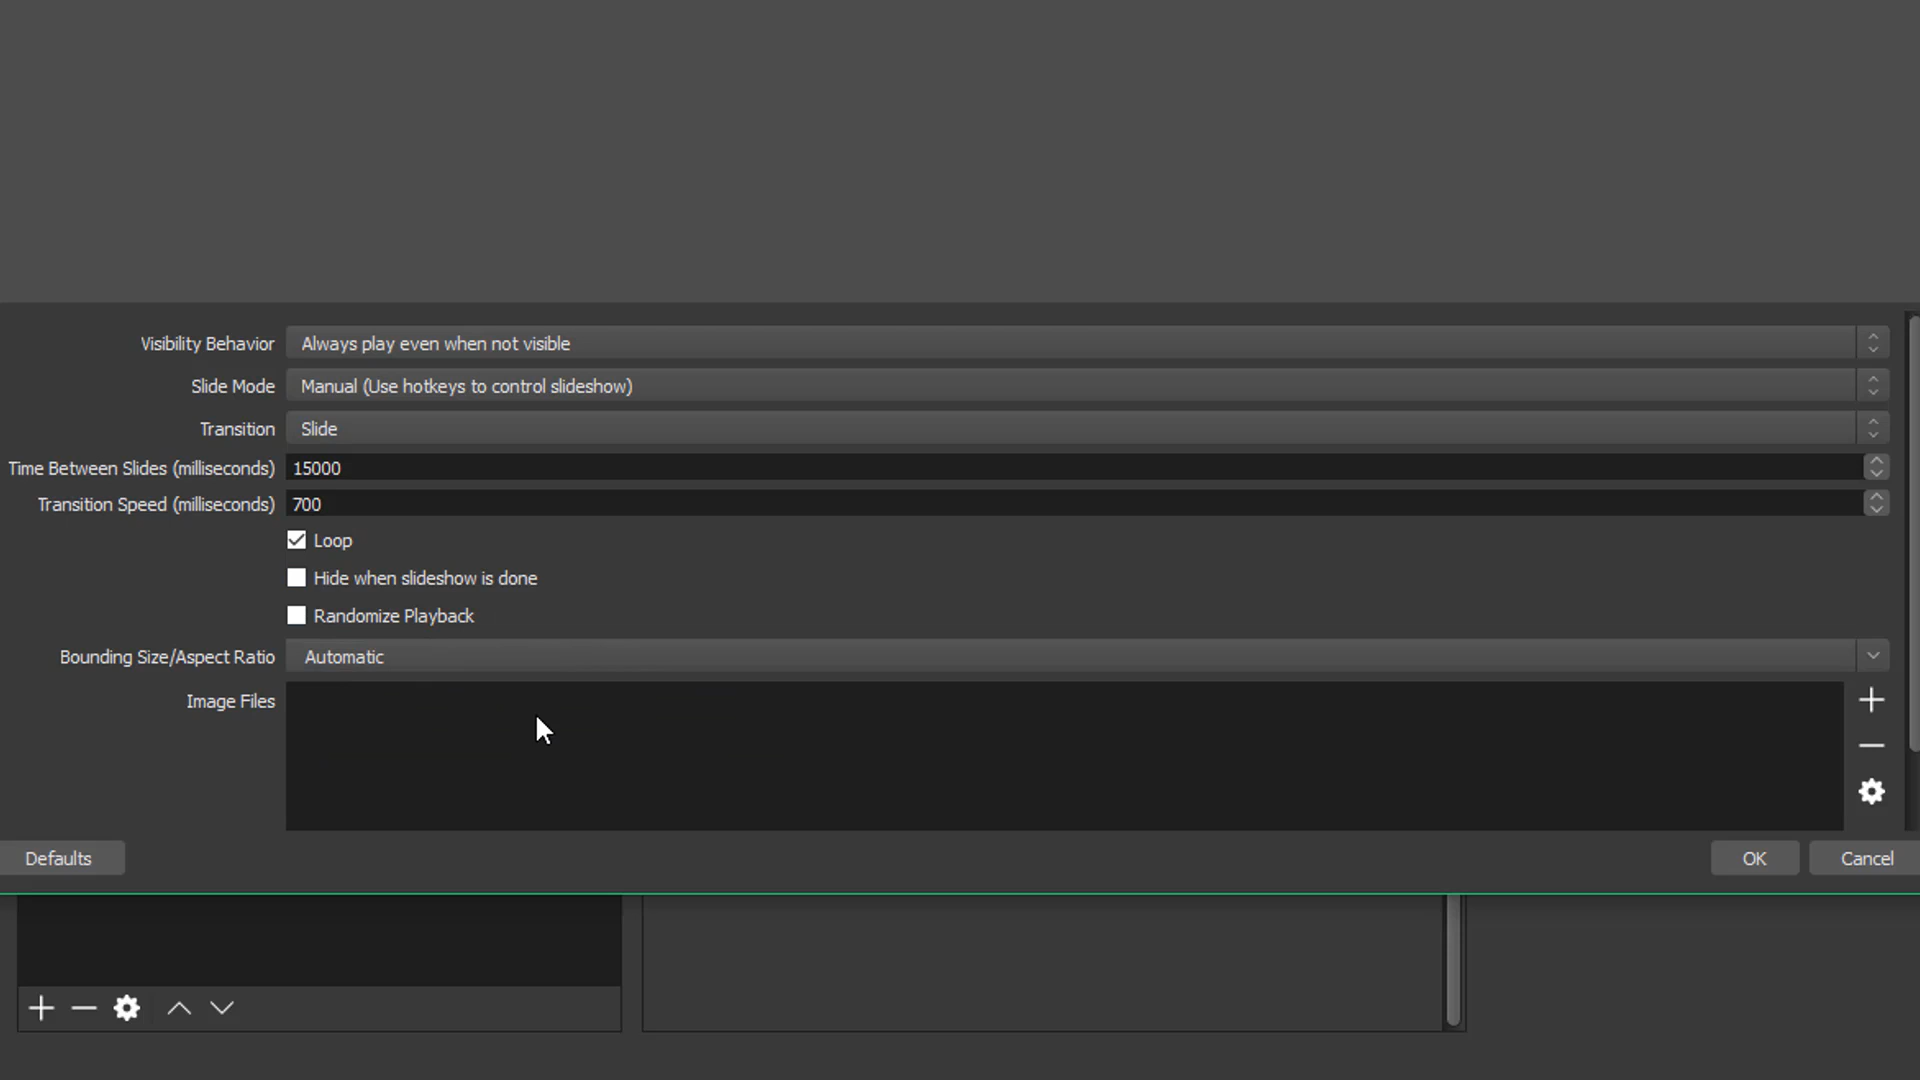 Visibility Behavior Always play even when not visible
Slide Mode Manual (Use hotkeys to control slideshow)
Transition Slide
Time Between Slides (milliseconds) 15000
Transition Speed (milliseconds) 700
Loop
Hide when slideshow is done
Randomize Playback
Bounding Size/Aspect Ratio Automatic
Image Files
Defaults OK Cancel